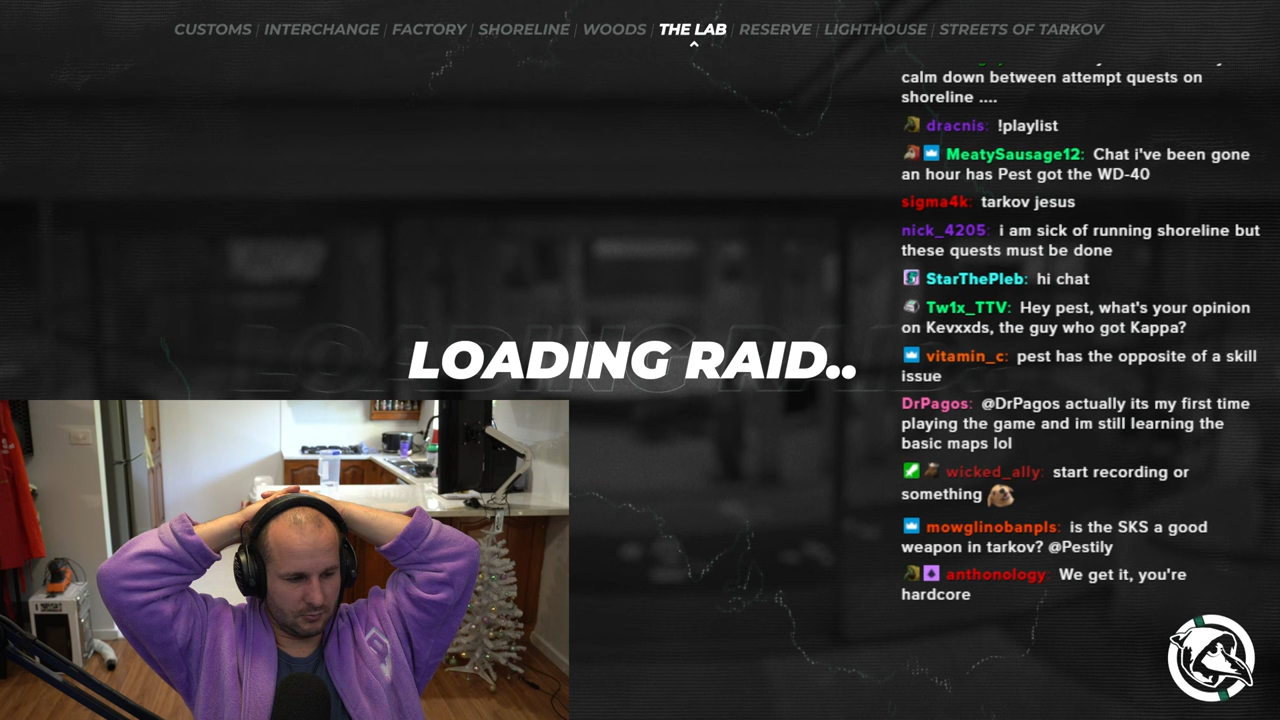 CUSTOMS | INTERCHANGE | FACTORY | SHORELINE | WOODS | THE LAB | RESERVE | LIGHTHOUSE | STREETS OF TARKOV
calm down between attempt quests on
shoreline ....
dracnis: !playlist
MeatySausage12: Chat i've been gone
an hour has Pest got the WD-40
sigma4k: tarkov jesus
nick_4205: i am sick of running shoreline but
these quests must be done
StarThePleb: hi chat
Tw1x_TTV: Hey pest, what's your opinion
on Kevxxds, the guy who got Kappa?
vitamin_c: pest has the opposite of a skill
issue
DrPagos: @DrPagos actually its my first time
playing the game and im still learning the
basic maps lol
wicked_ally: start recording or
something
mowglinobanpls: is the SKS a good
weapon in tarkov? @Pestily
anthonology: We get it, you're
hardcore
LOADING RAID..